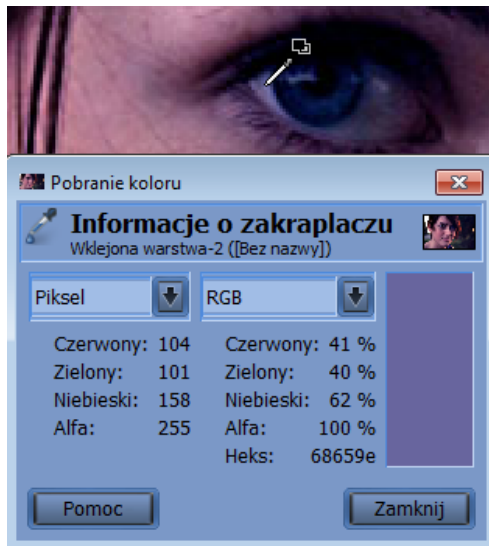 Pobranie koloru
Informacje o zakraplaczu
Wklejona warstwa-2 ([Bez nazwy])
Piksel RGB
Czerwony: 104 Czerwony: 41 %
Zielony: 101 Zielony: 40 %
Niebieski: 158 Niebieski: 62 %
Alfa: 255 Alfa: 100 %
Heks: 68659e
Pomoc Zamknij